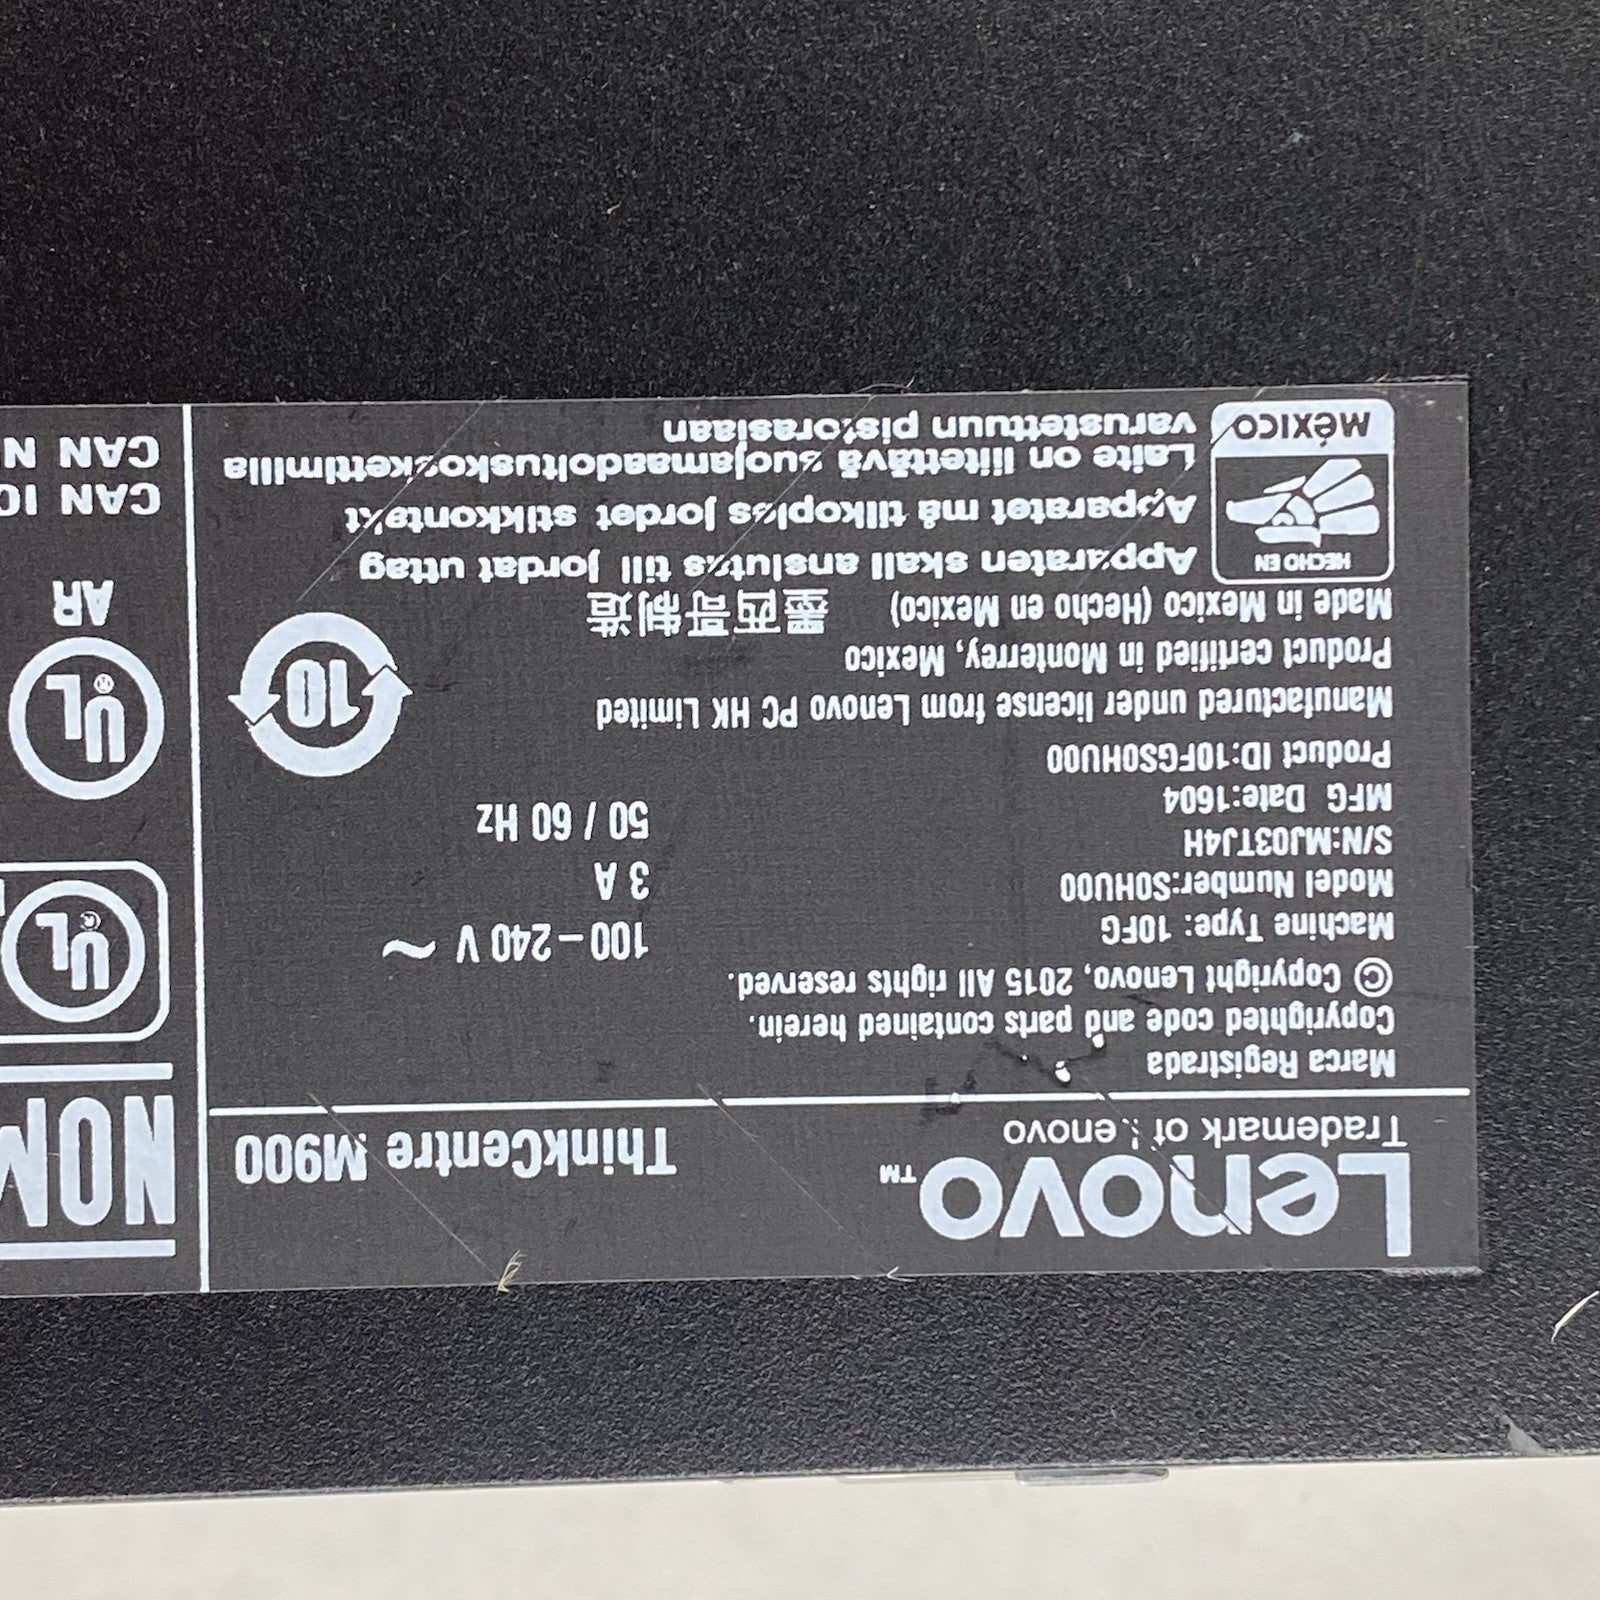 Lenovo™
Trademark of Lenovo
ThinkCentre M900
Marca Registrada
Copyrighted code and parts contained herein.
© Copyright Lenovo, 2015 All rights reserved.
Machine Type: 10FG
Model Number:S0HU00
S/N:MJ03TJ4H
MFG Date:1604
Product ID:10FGS0HU00
100–240 V ~
3 A
50 / 60 Hz
Manufactured under license from Lenovo PC HK Limited
Product certified in Monterrey, Mexico
Made in Mexico (Hecho en Mexico) 墨西哥制造
10
HECHO EN
MéXICO
Apparaten skall anslutas till jordat uttag
Apparatet må tilkoples jordet stikkontakt
Laite on liitettävä suojamaadoituskoskettimilla
varustettuun pistorasiaan
NOM
UL®
UL®
AR
CAN IC
CAN N